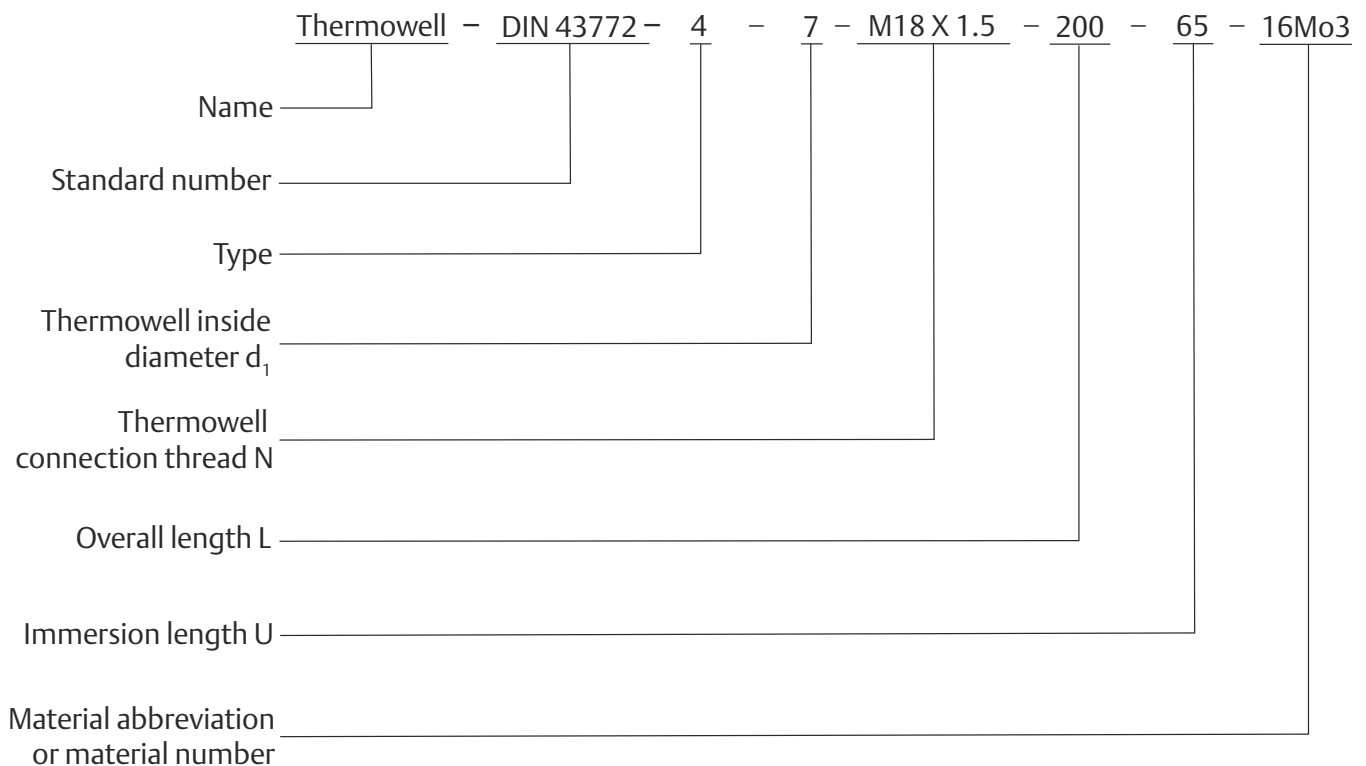 Thermowell – DIN 43772 – 4 – 7 – M18 X 1.5 – 200 – 65 – 16Mo3
Name
Standard number
Type
Thermowell inside
diameter d₁
Thermowell
connection thread N
Overall length L
Immersion length U
Material abbreviation
or material number